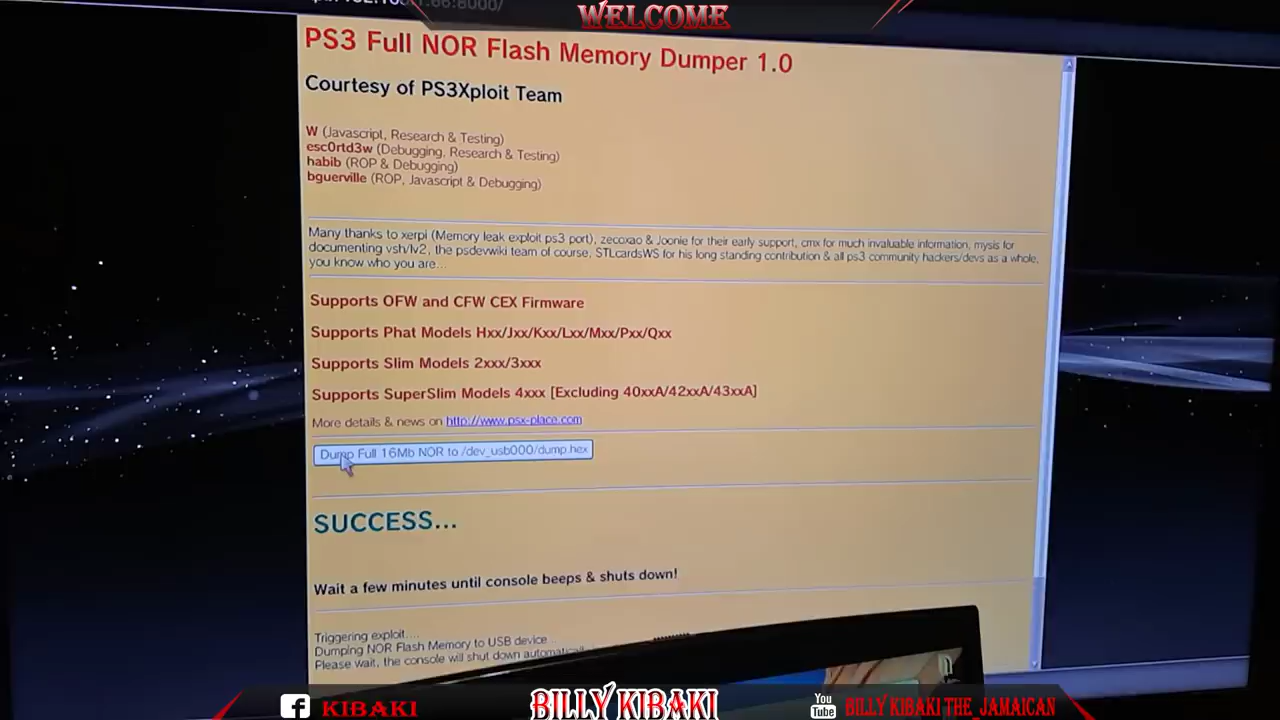 WELCOME
PS3 Full NOR Flash Memory Dumper 1.0
Courtesy of PS3Xploit Team
W (Javascript, Research & Testing)
esc0rtd3w (Debugging, Research & Testing)
habib (ROP & Debugging)
bguerville (ROP, Javascript & Debugging)
Many thanks to xerpi (Memory leak exploit ps3 port), zecoxao & Joonie for their early support, cmx for much invaluable information, mysis for
documenting vsh/lv2, the psdevwiki team of course, STLcardsWS for his long standing contribution & all ps3 community hackers/devs as a whole,
you know who you are...
Supports OFW and CFW CEX Firmware
Supports Phat Models Hxx/Jxx/Kxx/Lxx/Mxx/Pxx/Qxx
Supports Slim Models 2xxx/3xxx
Supports SuperSlim Models 4xxx [Excluding 40xxA/42xxA/43xxA]
More details & news on http://www.psx-place.com
Dump Full 16Mb NOR to /dev_usb000/dump.hex
SUCCESS...
Wait a few minutes until console beeps & shuts down!
Triggering exploit....
Dumping NOR Flash Memory to USB device...
Please wait, the console will shut down
f KIBAKI
BILLY KIBAKI
You Tube BILLY KIBAKI THE_JAMAICAN